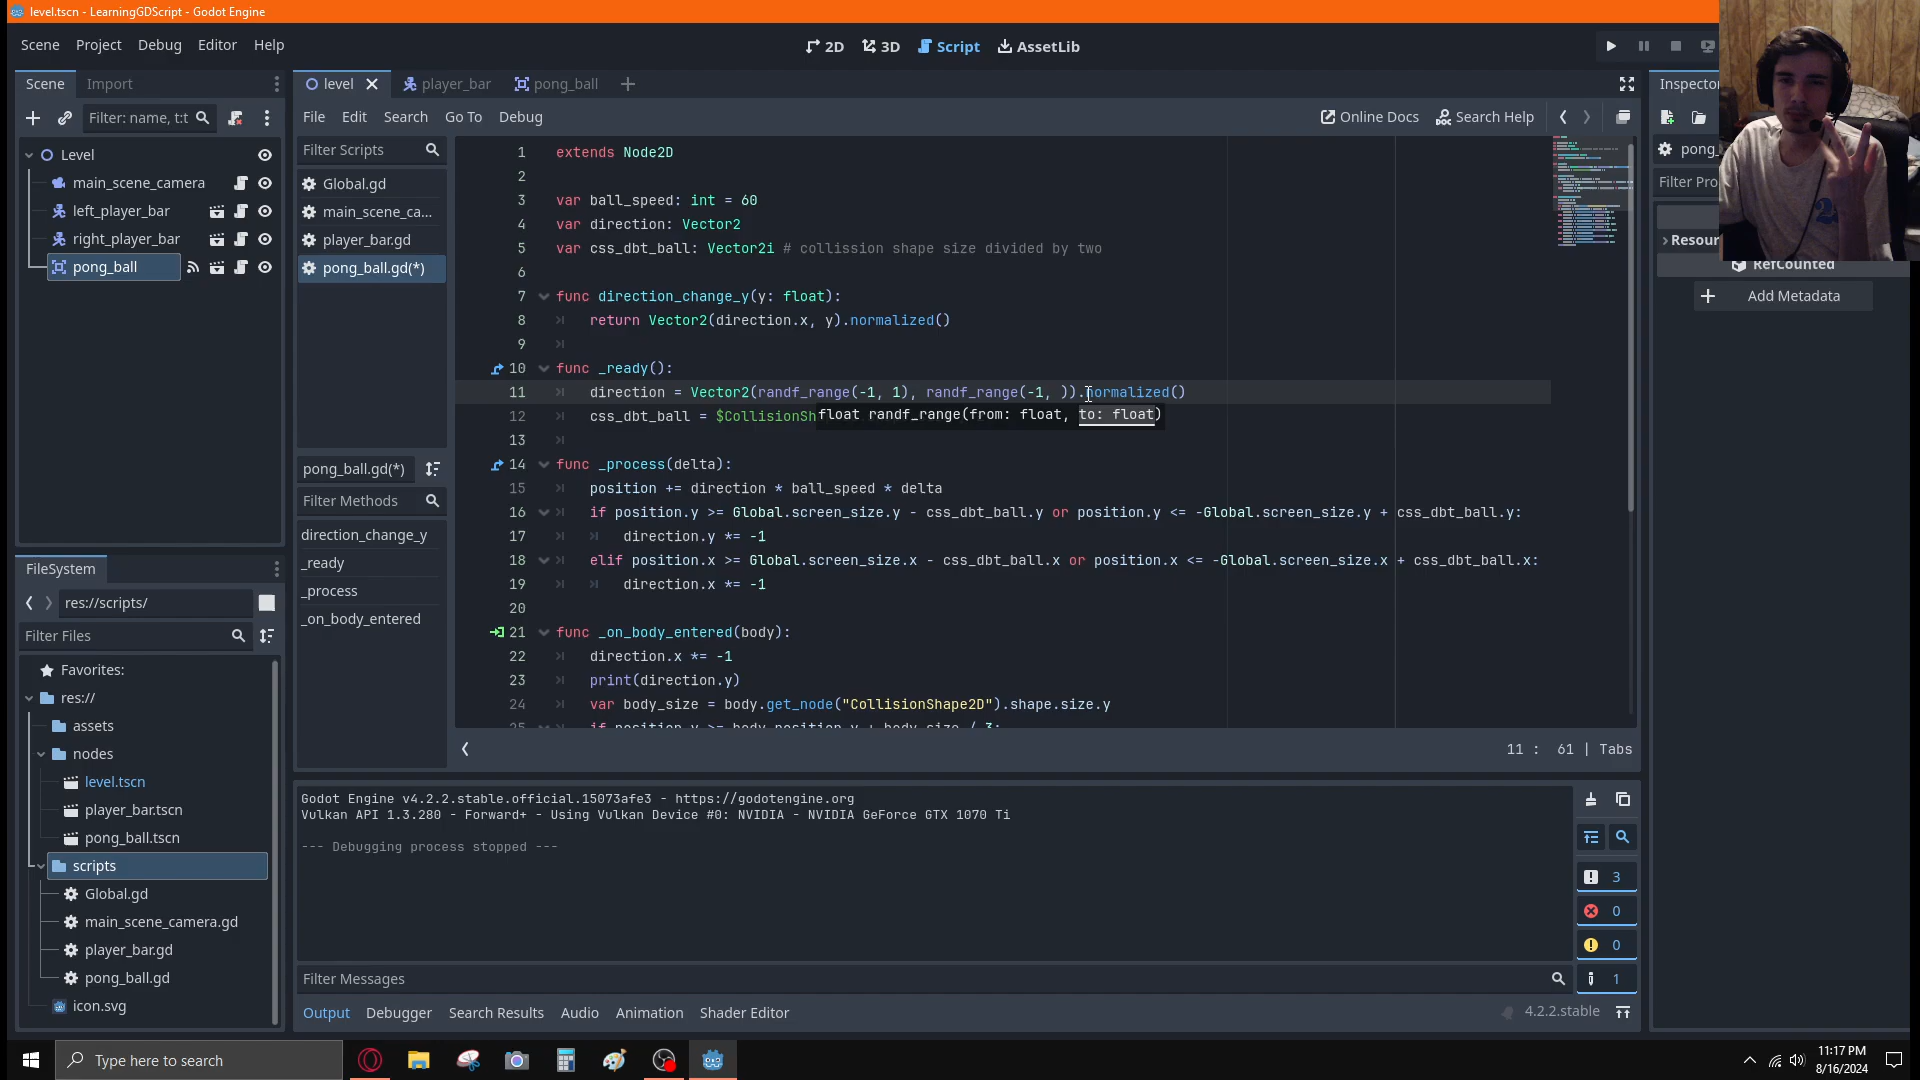 level.tscn - LearningGDScript - Godot Engine
Scene Project Debug Editor Help
2D 3D Script AssetLib
Scene Import
Filter: name, t:t
Level
main_scene_camera
left_player_bar
right_player_bar
pong_ball
level player_bar pong_ball
File Edit Search Go To Debug
Online Docs Search Help
Filter Scripts
Global.gd
main_scene_ca...
player_bar.gd
pong_ball.gd(*)
pong_ball.gd(*)
Filter Methods
direction_change_y
_ready
_process
_on_body_entered
1 extends Node2D
2
3 var ball_speed: int = 60
4 var direction: Vector2
5 var css_dbt_ball: Vector2i # collission shape size divided by two
6
7 func direction_change_y(y: float):
8 return Vector2(direction.x, y).normalized()
9
10 func _ready():
11 direction = Vector2(randf_range(-1, 1), randf_range(-1, )).normalized()
12 css_dbt_ball = $CollisionSh
float randf_range(from: float, to: float)
13
14 func _process(delta):
15 position += direction * ball_speed * delta
16 if position.y >= Global.screen_size.y - css_dbt_ball.y or position.y <= -Global.screen_size.y + css_dbt_ball.y:
17 direction.y *= -1
18 elif position.x >= Global.screen_size.x - css_dbt_ball.x or position.x <= -Global.screen_size.x + css_dbt_ball.x:
19 direction.x *= -1
20
21 func _on_body_entered(body):
22 direction.x *= -1
23 print(direction.y)
24 var body_size = body.get_node("CollisionShape2D").shape.size.y
25 if position.y >= body.position.y + body_size / 3:
11 : 61 | Tabs
FileSystem
res://scripts/
Filter Files
Favorites:
res://
assets
nodes
level.tscn
player_bar.tscn
pong_ball.tscn
scripts
Global.gd
main_scene_camera.gd
player_bar.gd
pong_ball.gd
icon.svg
Godot Engine v4.2.2.stable.official.15073afe3 - https://godotengine.org
Vulkan API 1.3.280 - Forward+ - Using Vulkan Device #0: NVIDIA - NVIDIA GeForce GTX 1070 Ti
--- Debugging process stopped ---
3
0
0
1
Filter Messages
Output Debugger Search Results Audio Animation Shader Editor
4.2.2.stable
Inspector
pong_
Filter Pro
Resour
RefCounted
Add Metadata
Type here to search
11:17 PM
8/16/2024